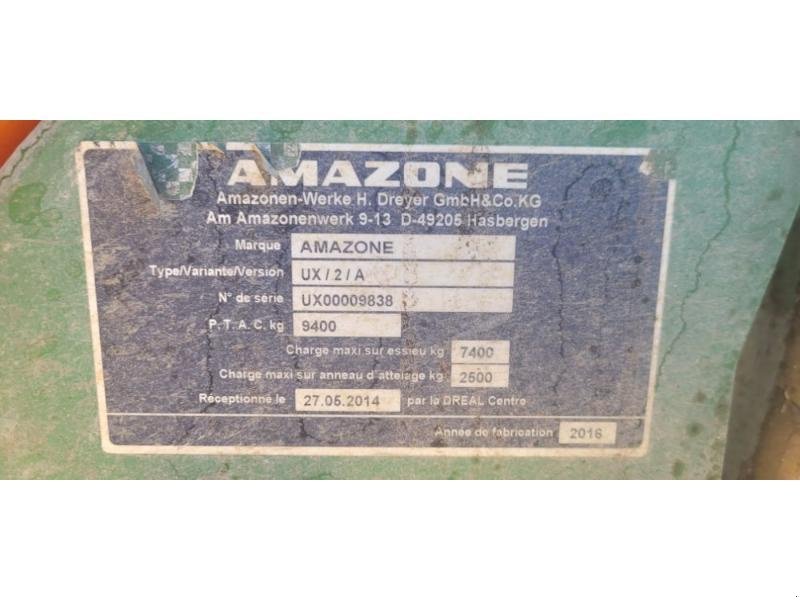 AMAZONE
Amazonen-Werke H. Dreyer GmbH&Co.KG
Am Amazonenwerk 9-13 D-49205 Hasbergen
Marque AMAZONE
Type/Variante/Version UX / 2 / A
N° de série UX00009838
P. T. A. C. kg 9400
Charge maxi sur essieu kg 7400
Charge maxi sur anneau d'attelage kg 2500
Réceptionné le 27.05.2014 par la DREAL Centre
Année de fabrication 2016